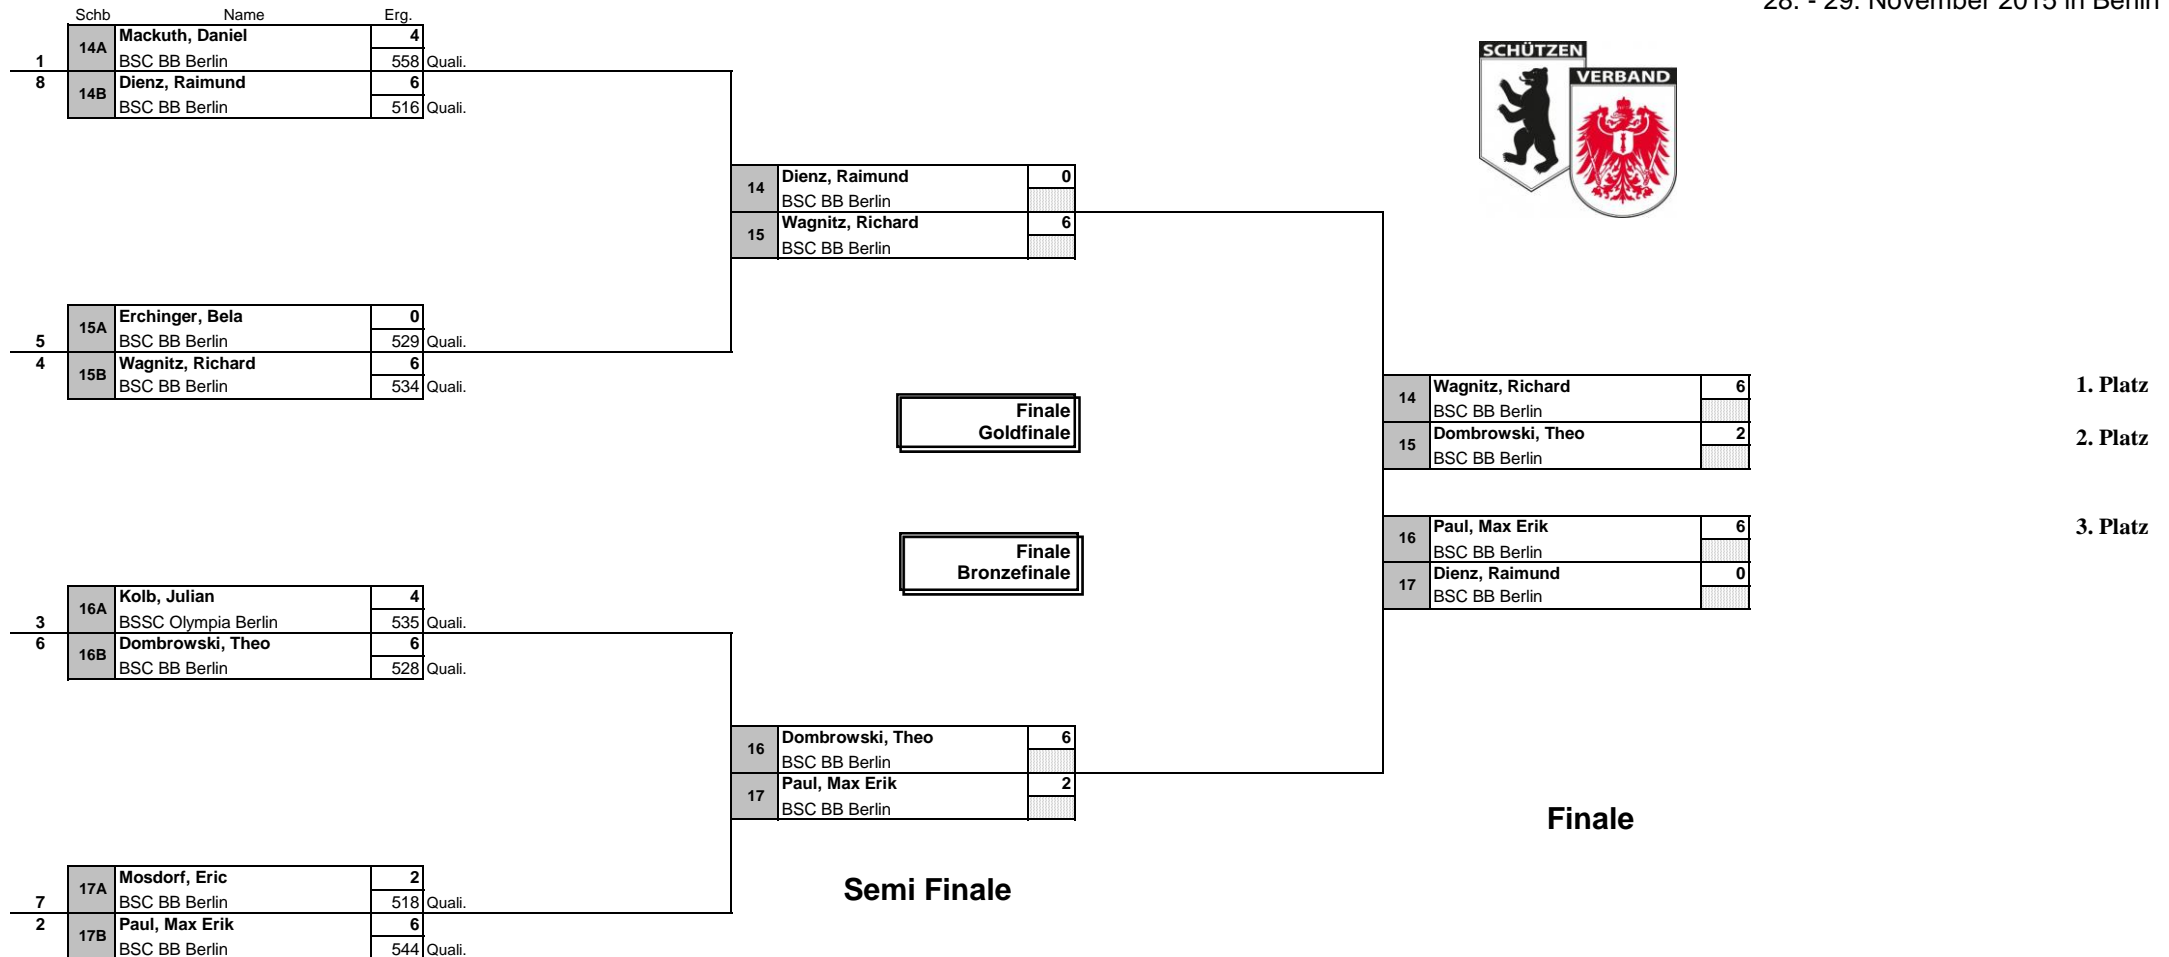 28. - 29. November 2015 in Berlin
Schb Name Erg.
14A Mackuth, Daniel 4
1 BSC BB Berlin 558 Quali.
8 14B Dienz, Raimund 6
BSC BB Berlin 516 Quali.
SCHÜTZEN
VERBAND
14 Dienz, Raimund 0
BSC BB Berlin
15 Wagnitz, Richard 6
BSC BB Berlin
15A Erchinger, Bela 0
5 BSC BB Berlin 529 Quali.
4 15B Wagnitz, Richard 6
BSC BB Berlin 534 Quali.
Finale
Goldfinale
14 Wagnitz, Richard 6 1. Platz
BSC BB Berlin
15 Dombrowski, Theo 2 2. Platz
BSC BB Berlin
Finale
Bronzefinale
16 Paul, Max Erik 6 3. Platz
BSC BB Berlin
17 Dienz, Raimund 0
BSC BB Berlin
16A Kolb, Julian 4
3 BSSC Olympia Berlin 535 Quali.
6 16B Dombrowski, Theo 6
BSC BB Berlin 528 Quali.
16 Dombrowski, Theo 6
BSC BB Berlin
17 Paul, Max Erik 2
BSC BB Berlin
Finale
Semi Finale
17A Mosdorf, Eric 2
7 BSC BB Berlin 518 Quali.
2 17B Paul, Max Erik 6
BSC BB Berlin 544 Quali.